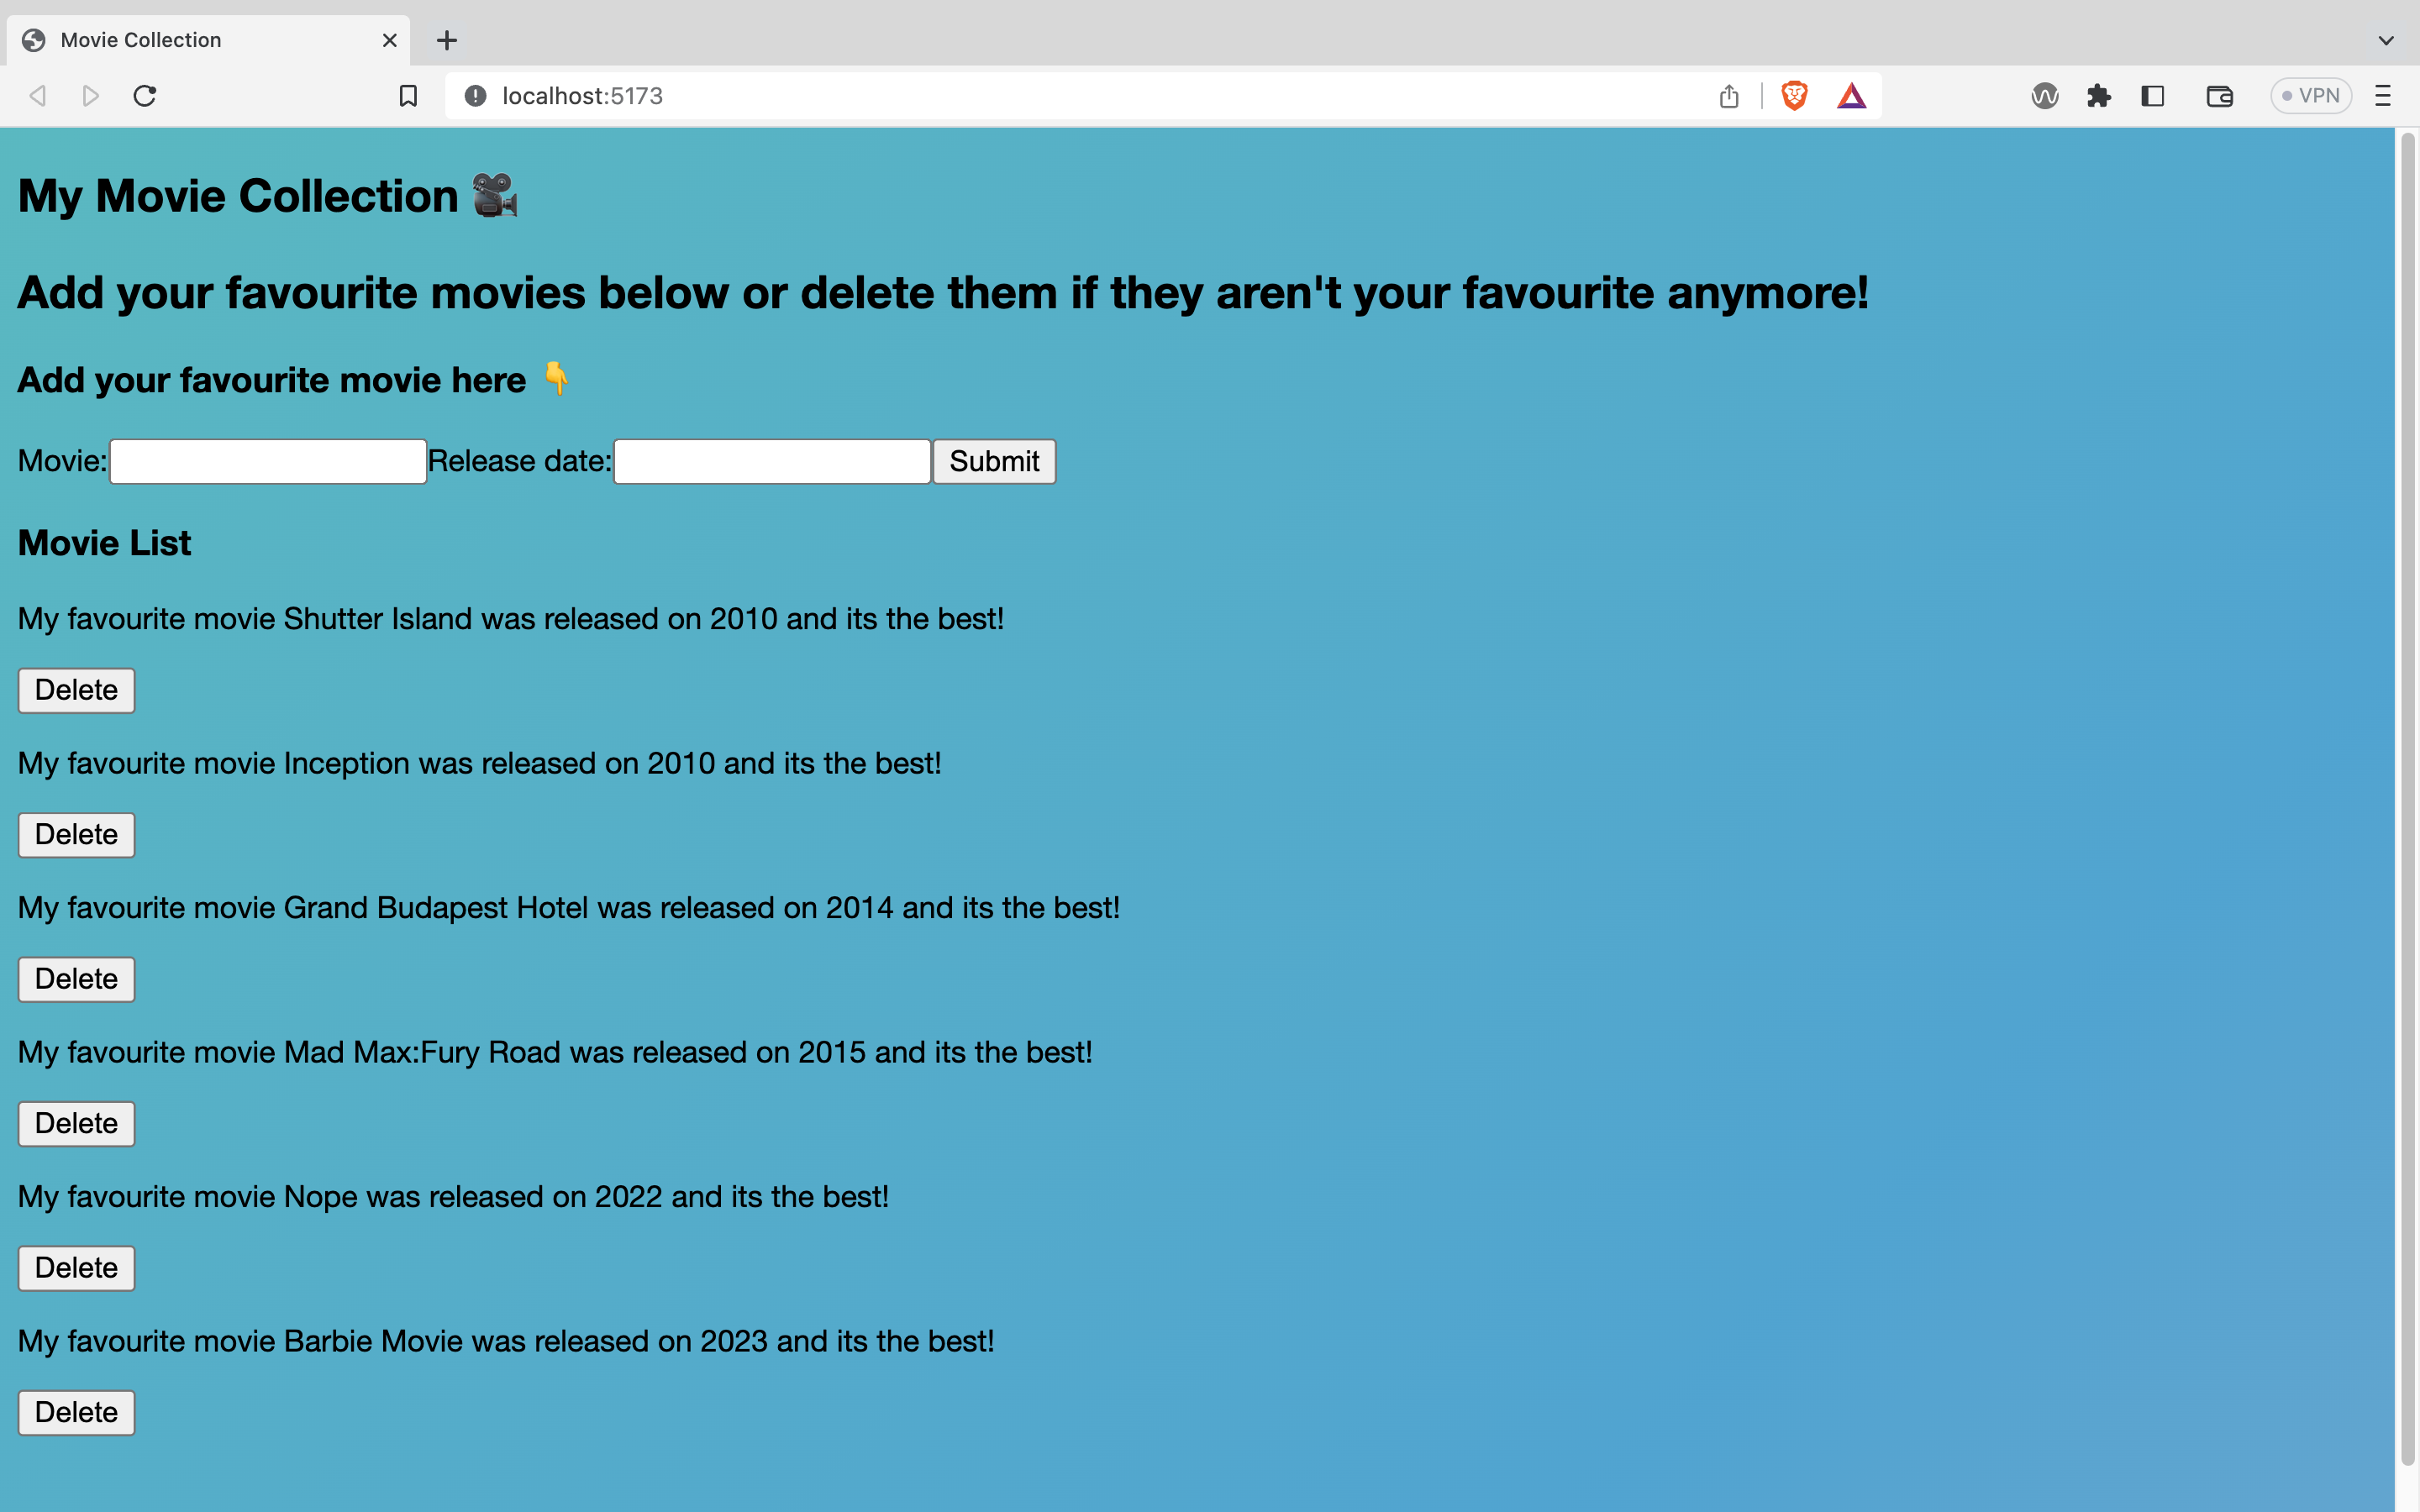 Movie Collection
localhost:5173
VPN
My Movie Collection 🎥
Add your favourite movies below or delete them if they aren't your favourite anymore!
Add your favourite movie here 👇
Movie: Release date: Submit
Movie List
My favourite movie Shutter Island was released on 2010 and its the best!
Delete
My favourite movie Inception was released on 2010 and its the best!
Delete
My favourite movie Grand Budapest Hotel was released on 2014 and its the best!
Delete
My favourite movie Mad Max:Fury Road was released on 2015 and its the best!
Delete
My favourite movie Nope was released on 2022 and its the best!
Delete
My favourite movie Barbie Movie was released on 2023 and its the best!
Delete